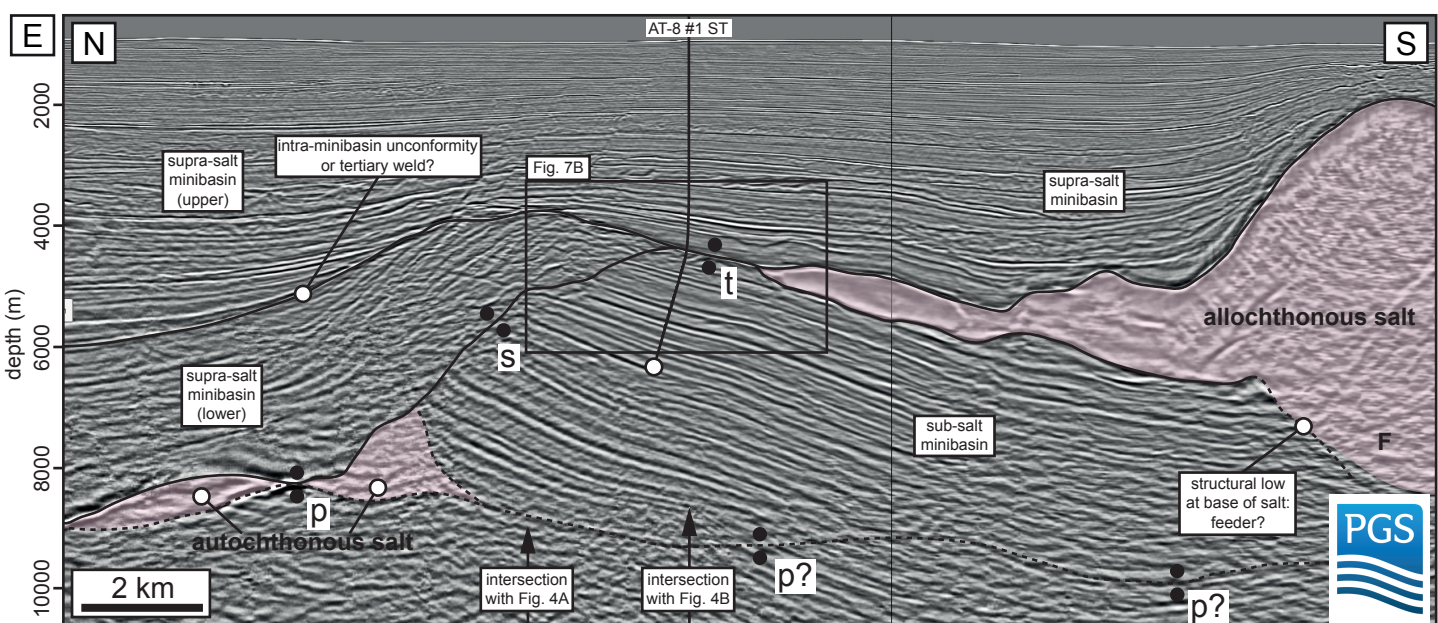 E
N
AT-8 #1 ST
S
2000
4000
6000
8000
10000
depth (m)
supra-salt
minibasin
(upper)
intra-minibasin unconformity
or tertiary weld?
Fig. 7B
supra-salt
minibasin
t
s
allochthonous salt
supra-salt
minibasin
(lower)
sub-salt
minibasin
F
p
autochthonous salt
structural low
at base of salt:
feeder?
2 km
intersection
with Fig. 4A
intersection
with Fig. 4B
p?
p?
PGS